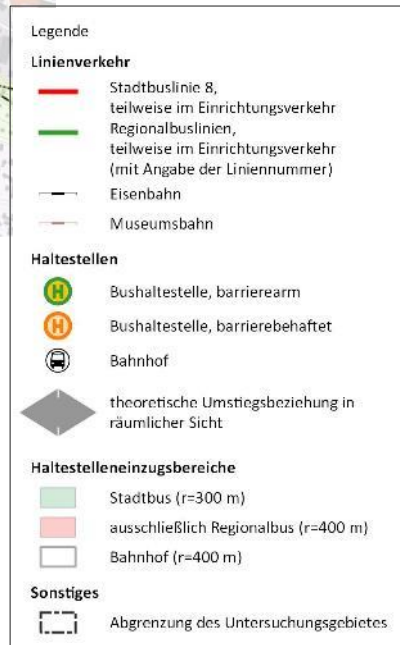 Legende
Linienverkehr
Stadtbuslinie 8,
teilweise im Einrichtungsverkehr
Regionalbuslinien,
teilweise im Einrichtungsverkehr
(mit Angabe der Liniennummer)
Eisenbahn
Museumsbahn
Haltestellen
H Bushaltestelle, barrierearm
H Bushaltestelle, barrierebehaftet
Bahnhof
theoretische Umstiegsbeziehung in
räumlicher Sicht
Haltestelleneinzugsbereiche
Stadtbus (r=300 m)
ausschließlich Regionalbus (r=400 m)
Bahnhof (r=400 m)
Sonstiges
Abgrenzung des Untersuchungsgebietes